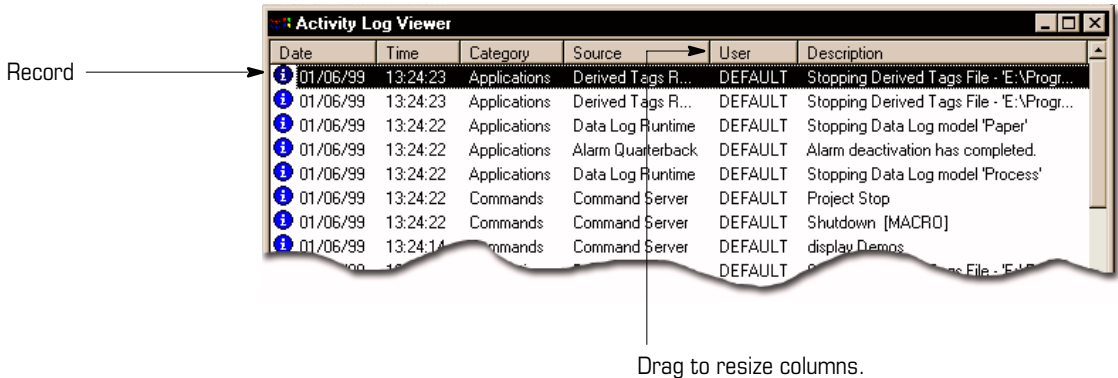 Activity Log Viewer
Date Time Category Source User Description
Record
01/06/99 13:24:23 Applications Derived Tags R... DEFAULT Stopping Derived Tags File - 'E:\Progr...
01/06/99 13:24:23 Applications Derived Tags R... DEFAULT Stopping Derived Tags File - 'E:\Progr...
01/06/99 13:24:22 Applications Data Log Runtime DEFAULT Stopping Data Log model 'Paper'
01/06/99 13:24:22 Applications Alarm Quarterback DEFAULT Alarm deactivation has completed.
01/06/99 13:24:22 Applications Data Log Runtime DEFAULT Stopping Data Log model 'Process'
01/06/99 13:24:22 Commands Command Server DEFAULT Project Stop
01/06/99 13:24:22 Commands Command Server DEFAULT Shutdown [MACRO]
01/06/99 13:24:14 Command Server DEFAULT display Demos
DEFAULT
Drag to resize columns.